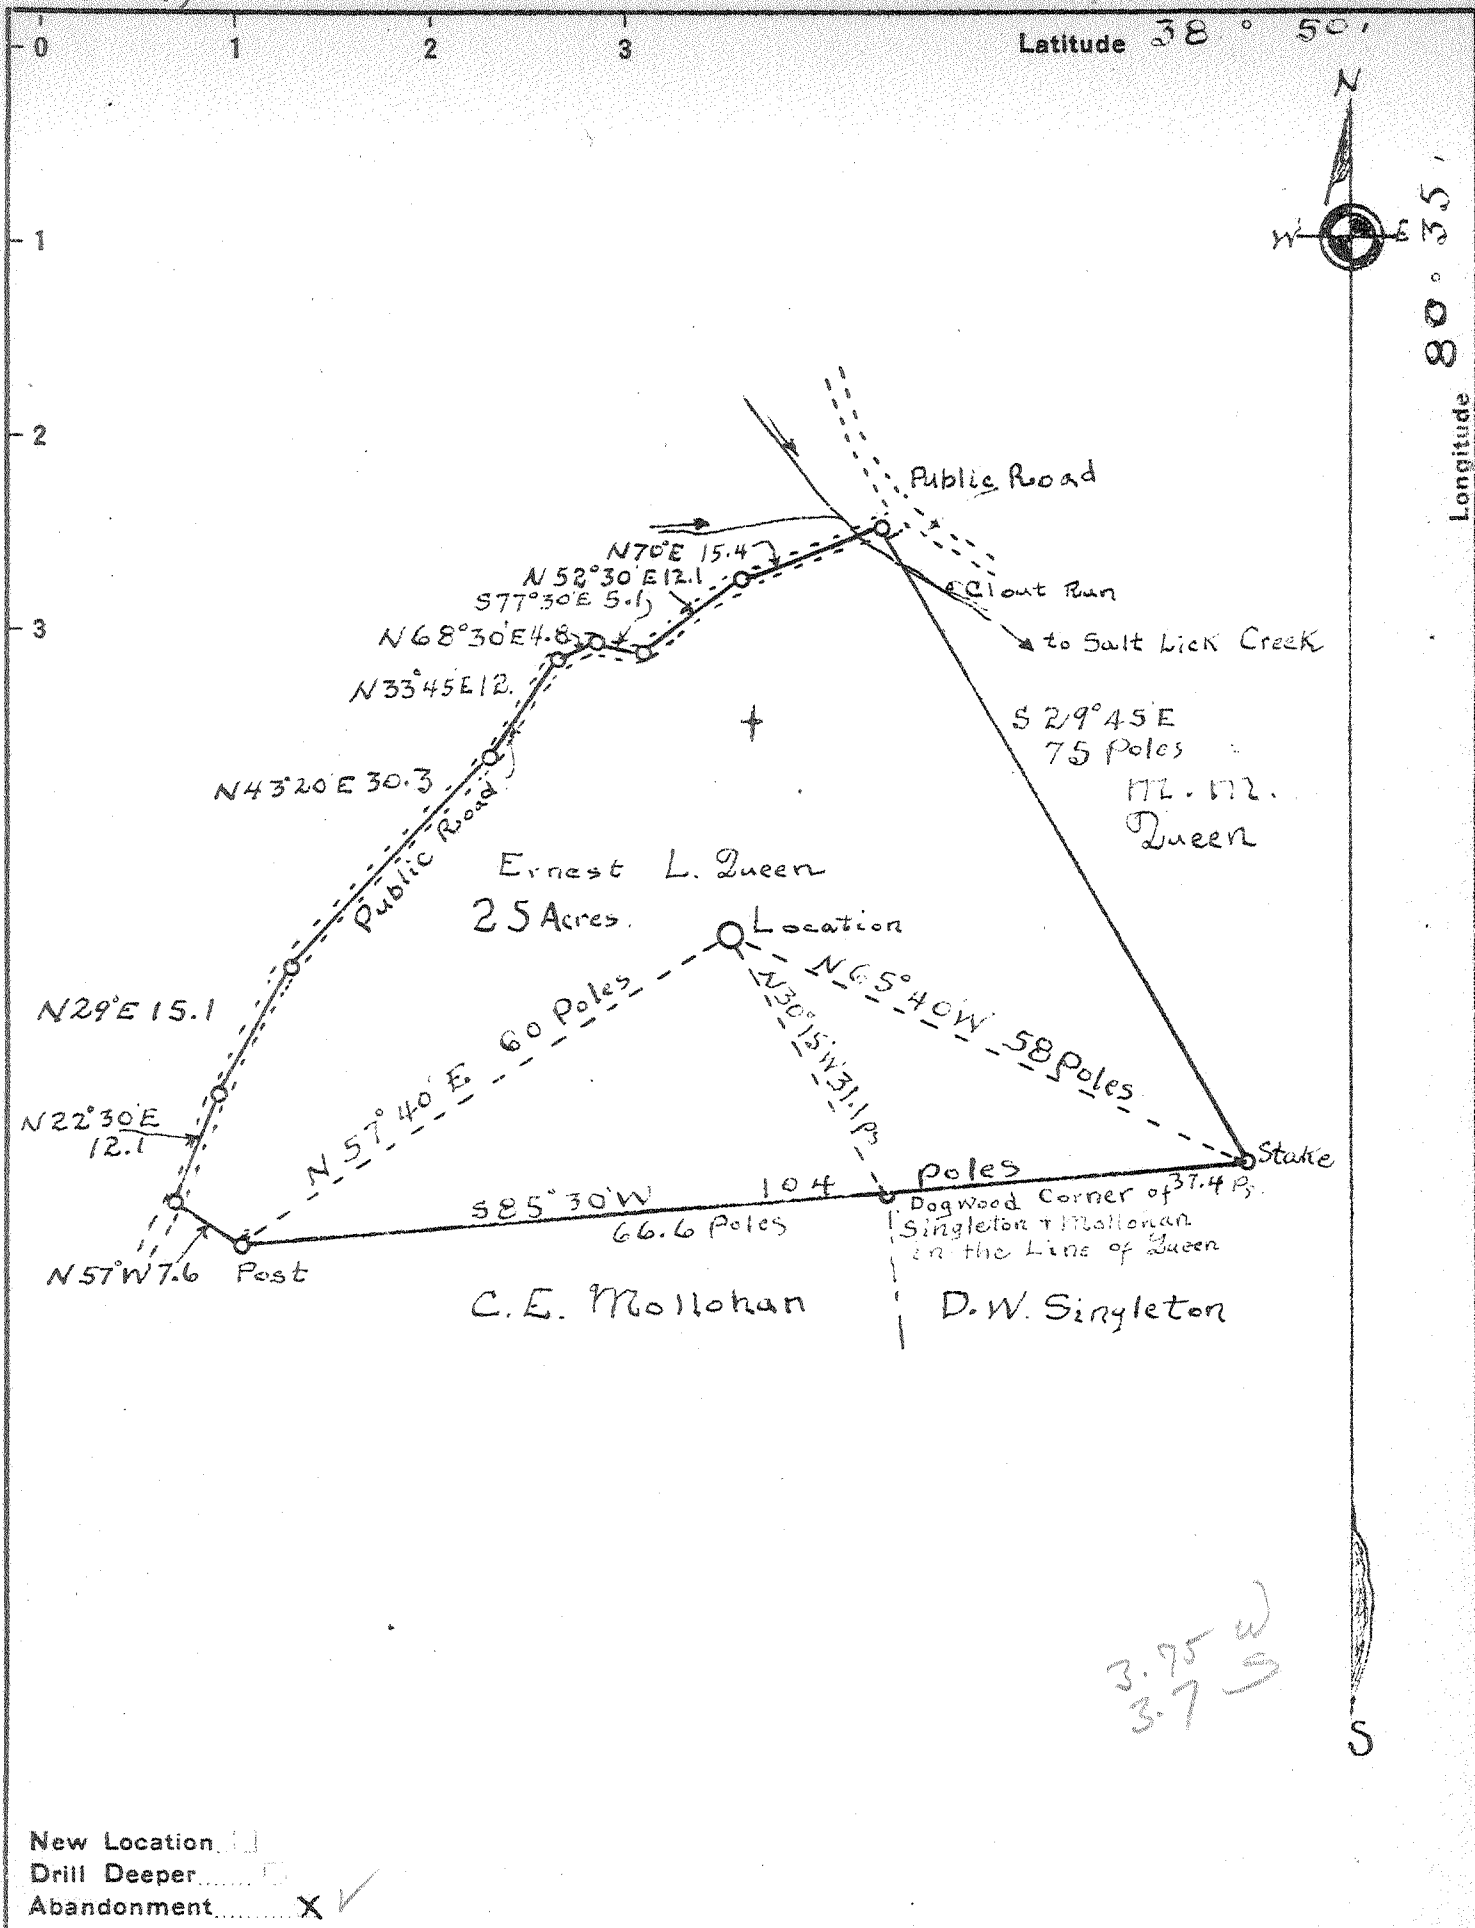 0 1 2 3 Latitude 38° 50'
N
W E
80° 35'
Longitude
1
2
3
Public Road
N70°E 15.4
N52°30'E 12.1
S77°30'E 5.1
N68°30'E 4.8
N33°45'E 12.
Clout Run
to Salt Lick Creek
S 29°45'E
75 Poles
M. M.
Queen
N43°20'E 30.3
Public Road
Ernest L. Queen
25 Acres.
Location
N29°E 15.1
N 57°40'E 60 Poles
N30°15'W 31.1 Ps
N65°40'W 58 Poles
N22°30'E
12.1
Stake
S85°30'W 104 Poles
66.6 Poles
37.4 Ps.
Dogwood Corner of
Singleton + Mollohan
in the Line of Queen
N57°W 7.6 Post
C.E. Mollohan
D.W. Singleton
3.75 W
3.7 S
S
New Location
Drill Deeper
Abandonment X ✓